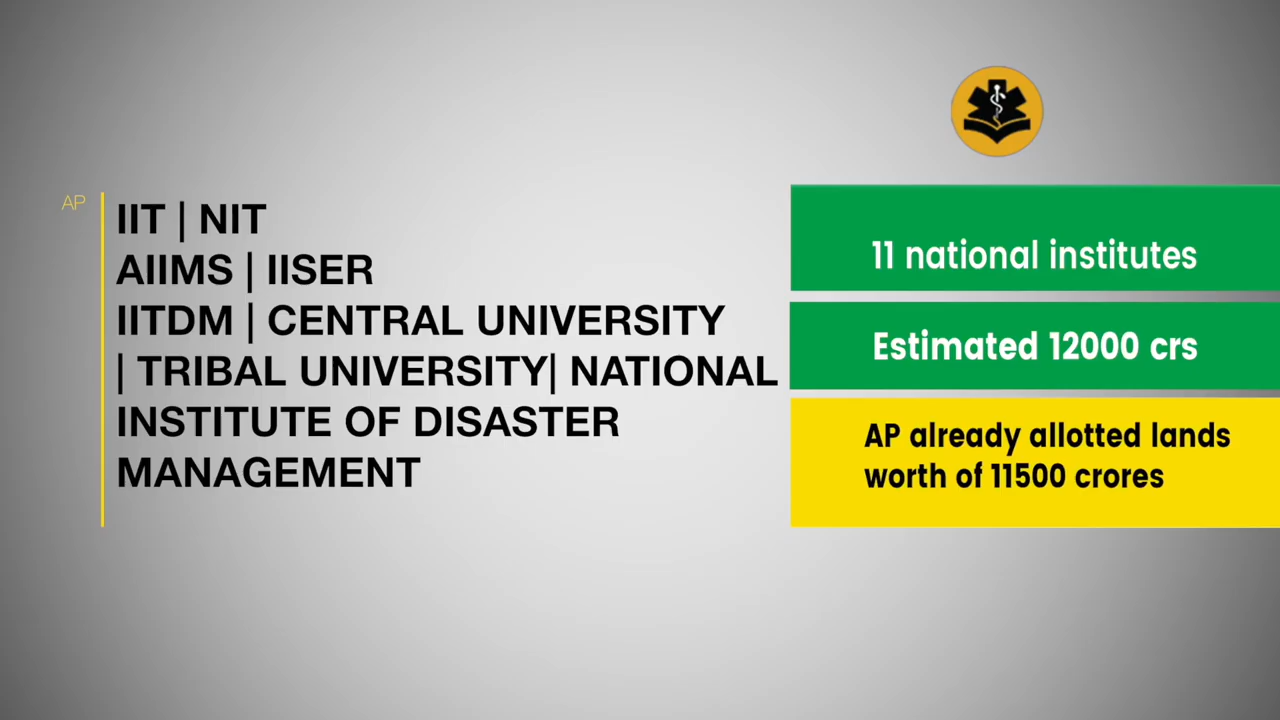 AP
IIT | NIT
AIIMS | IISER
IITDM | CENTRAL UNIVERSITY
| TRIBAL UNIVERSITY| NATIONAL
INSTITUTE OF DISASTER
MANAGEMENT
11 national institutes
Estimated 12000 crs
AP already allotted lands
worth of 11500 crores